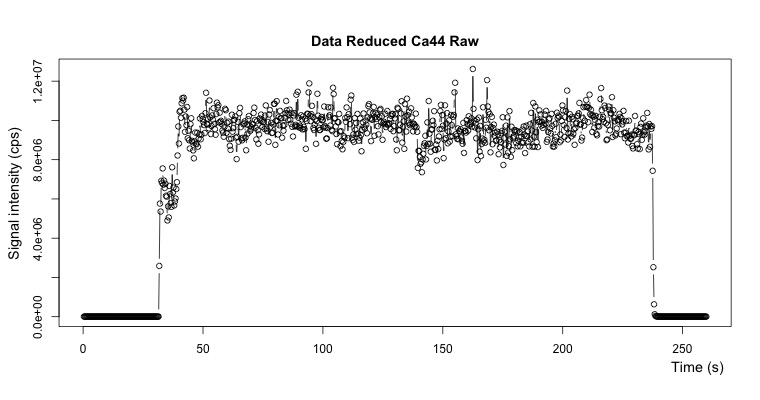 Data Reduced Ca44 Raw
Signal intensity (cps)
1.2e+07
8.0e+06
4.0e+06
0.0e+00
0 50 100 150 200 250
Time (s)